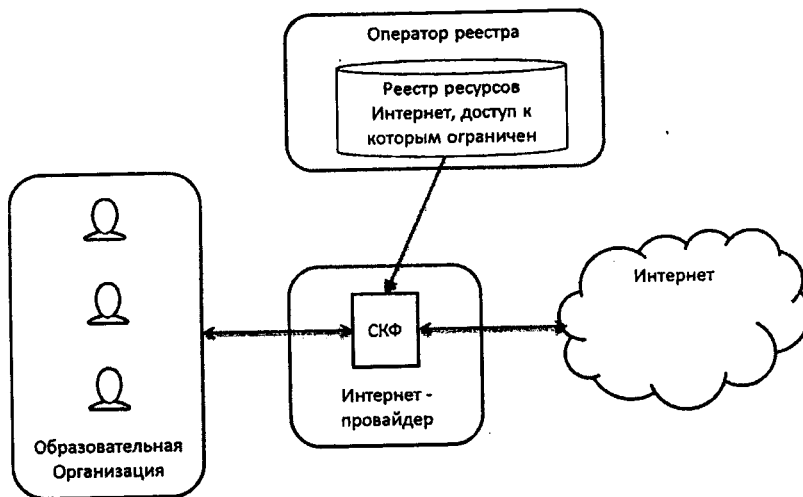 Оператор реестра
Реестр ресурсов
Интернет, доступ к
которым ограничен
Интернет
СКФ
Интернет -
провайдер
Образовательная
Организация